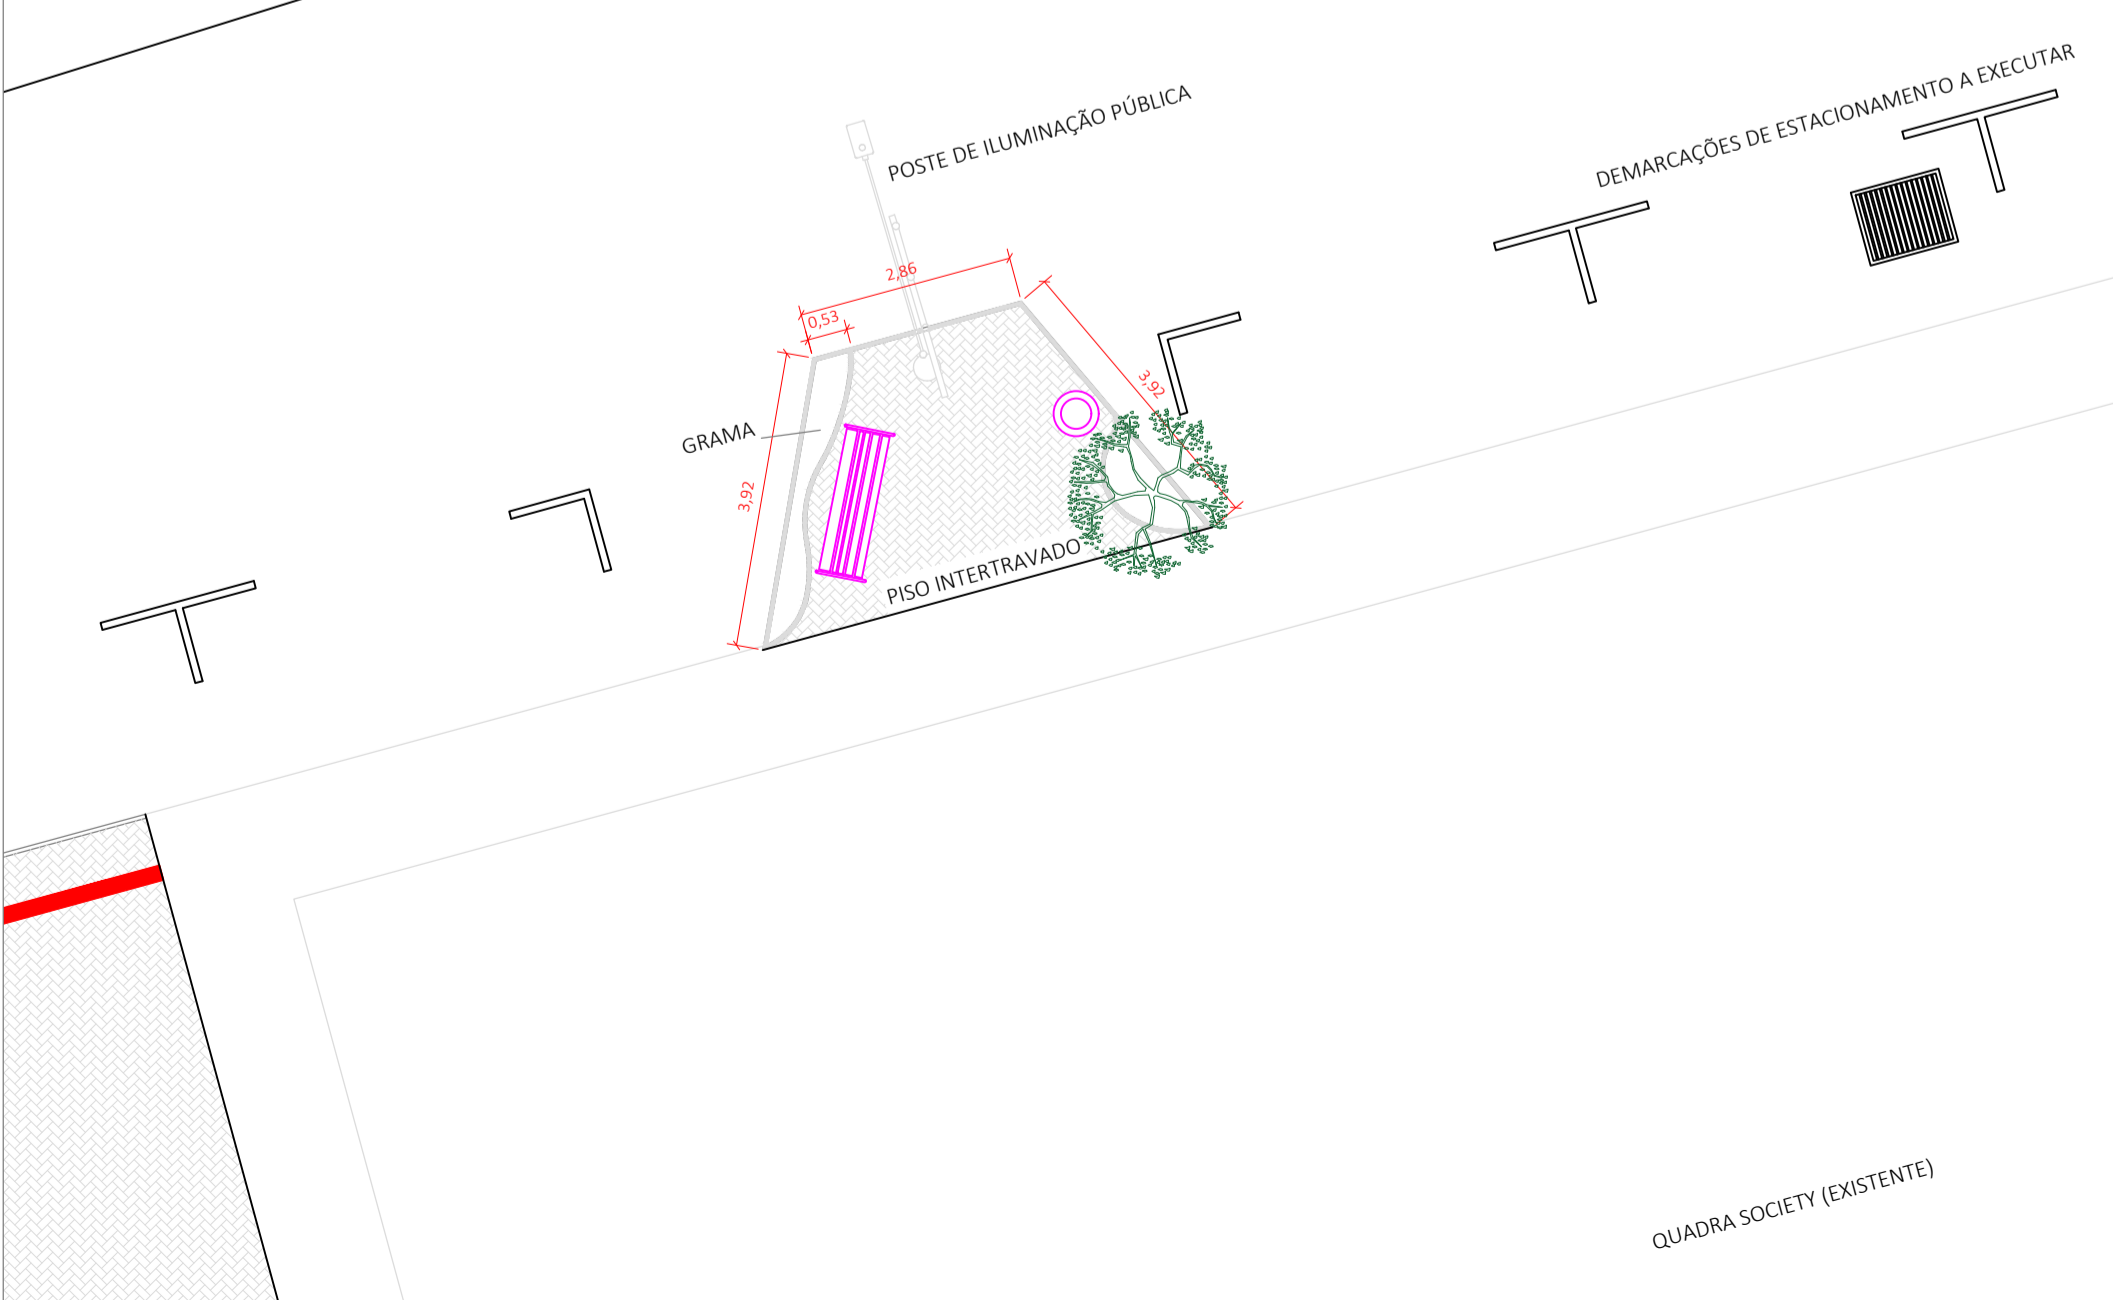 DEMARCAÇÕES DE ESTACIONAMENTO A EXECUTAR
POSTE DE ILUMINAÇÃO PÚBLICA
2,86
0,53
3,92
GRAMA
3,92
PISO INTERTRAVADO
QUADRA SOCIETY (EXISTENTE)